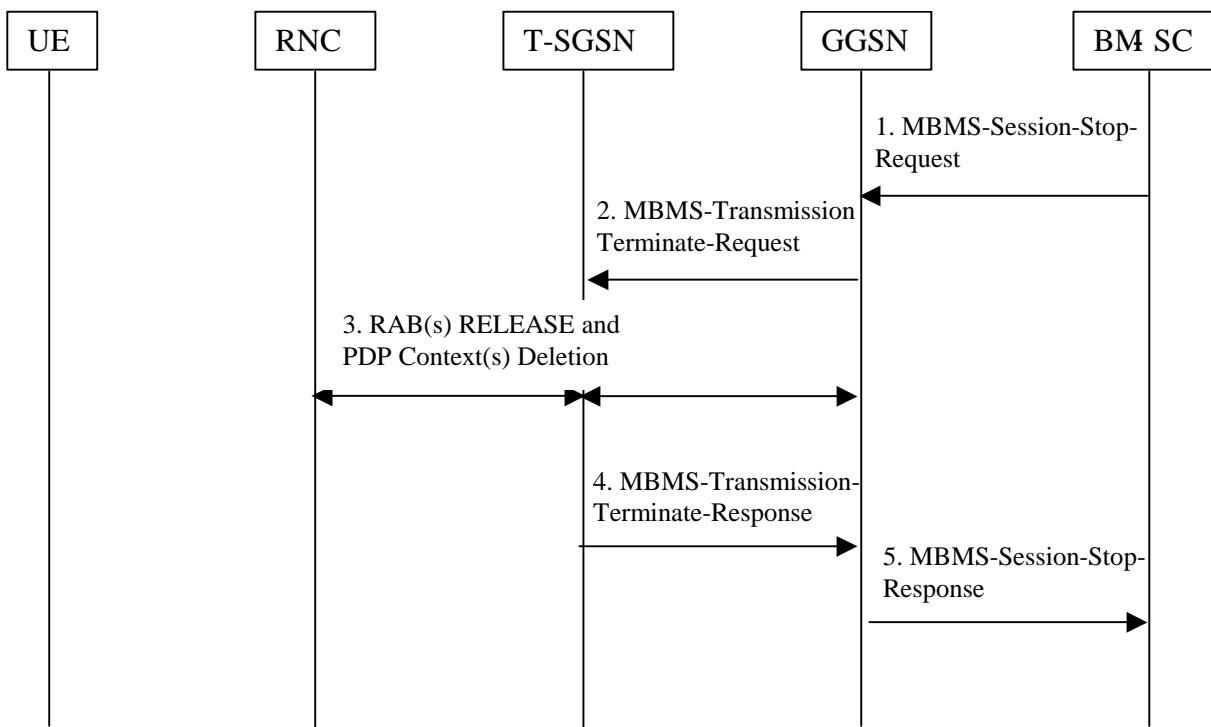 UE
RNC
T-SGSN
GGSN
BM-SC
1. MBMS-Session-Stop-
Request
2. MBMS-Transmission
Terminate-Request
3. RAB(s) RELEASE and
PDP Context(s) Deletion
4. MBMS-Transmission-
Terminate-Response
5. MBMS-Session-Stop-
Response